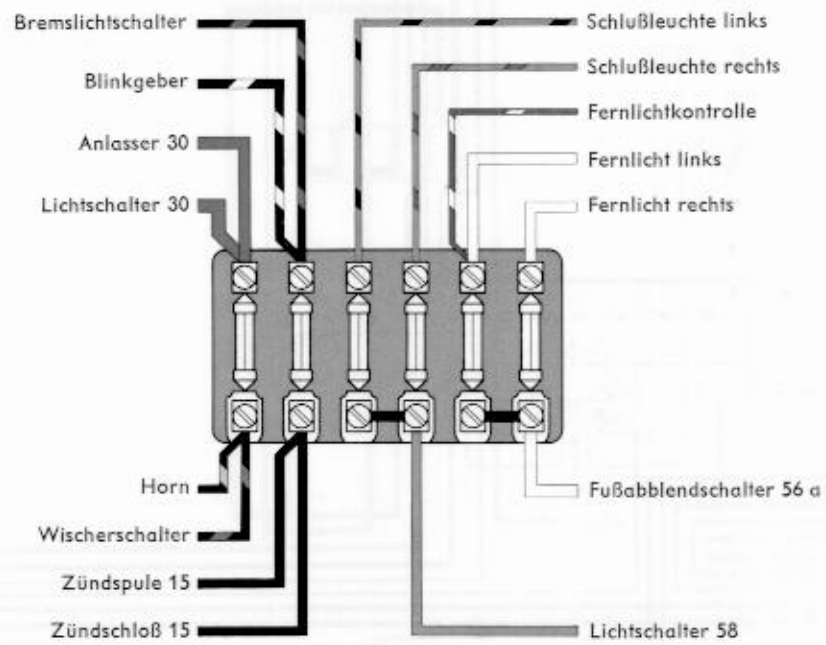 Bremslichtschalter
Blinkgeber
Anlasser 30
Lichtschalter 30
Schlußleuchte links
Schlußleuchte rechts
Fernlichtkontrolle
Fernlicht links
Fernlicht rechts
Horn
Wischerschalter
Zündspule 15
Zündschloß 15
Fußabblendschalter 56 a
Lichtschalter 58